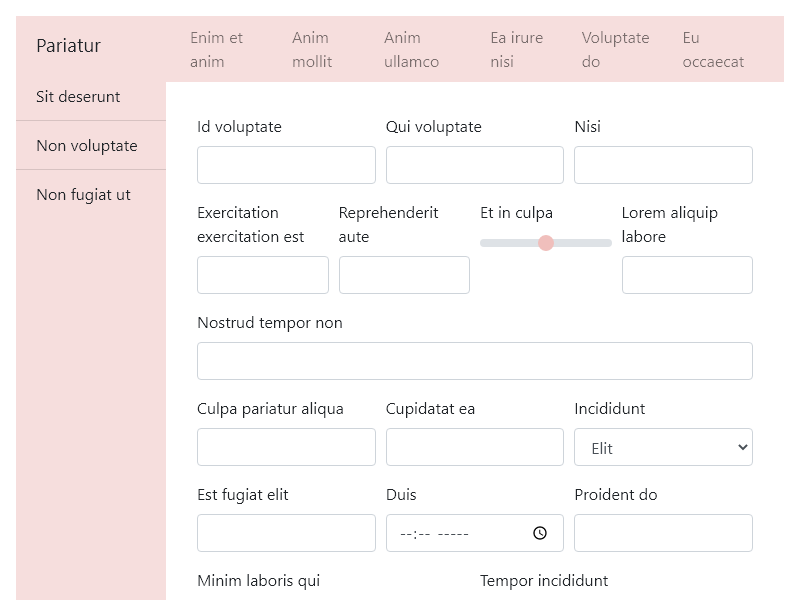 Pariatur
Sit deserunt
Non voluptate
Non fugiat ut
Enim et
anim
Anim
mollit
Anim
ullamco
Ea irure
nisi
Voluptate
do
Eu
occaecat
Id voluptate
Qui voluptate
Nisi
Exercitation
exercitation est
Reprehenderit
aute
Et in culpa
Lorem aliquip
labore
Nostrud tempor non
Culpa pariatur aliqua
Cupidatat ea
Incididunt
Elit
Est fugiat elit
Duis
--:-- -----
Proident do
Minim laboris qui
Tempor incididunt